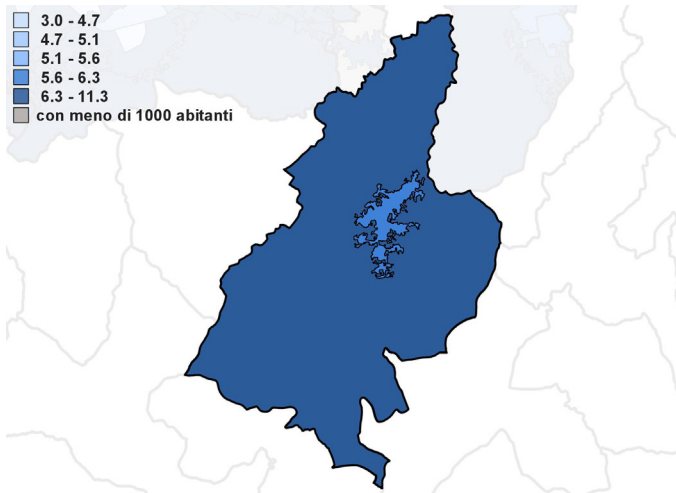 3.0 - 4.7
4.7 - 5.1
5.1 - 5.6
5.6 - 6.3
6.3 - 11.3
con meno di 1000 abitanti